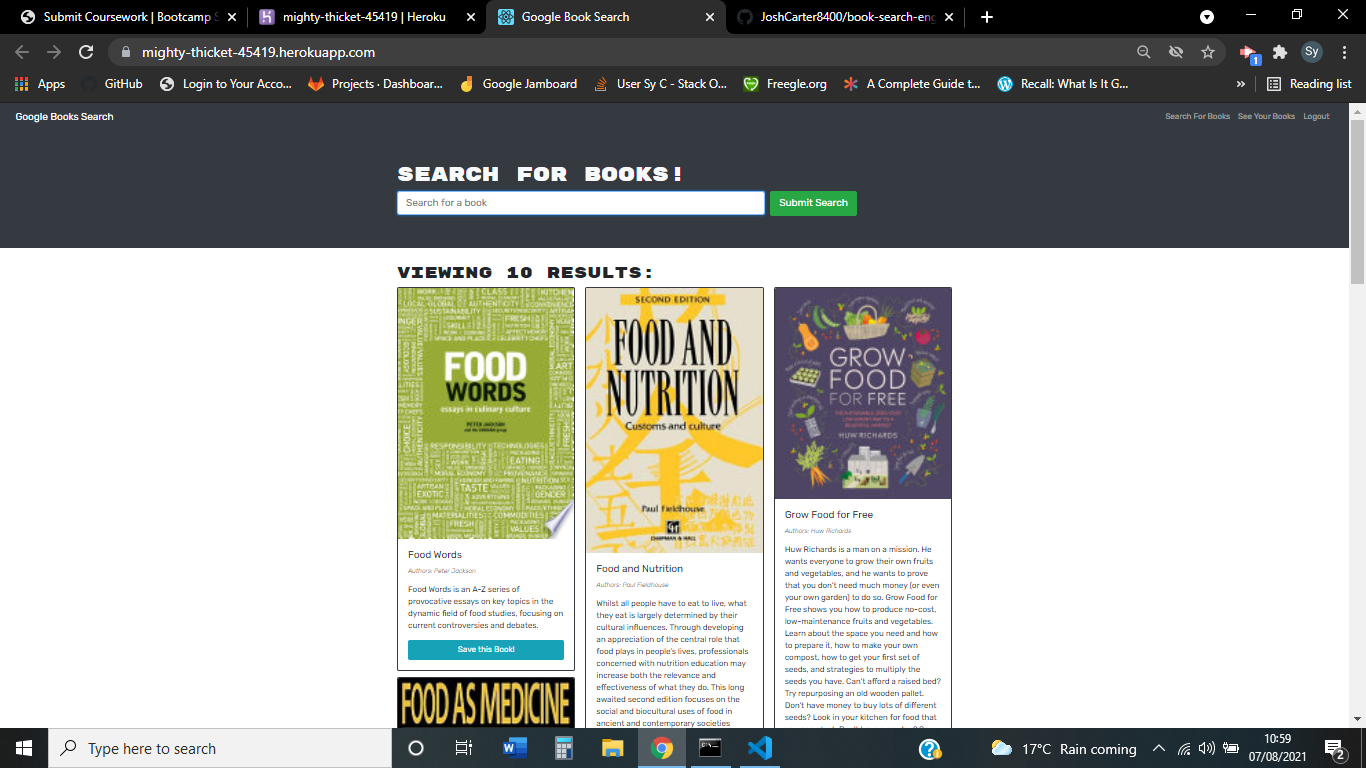 Submit Coursework | Bootcamp S
mighty-thicket-45419 | Heroku
Google Book Search
JoshCarter8400/book-search-eng
mighty-thicket-45419.herokuapp.com
Sy
1
Apps
GitHub
Login to Your Acco...
Projects · Dashboar...
Google Jamboard
User Sy C - Stack O...
Freegle.org
A Complete Guide t...
Recall: What Is It G...
»
Reading list
Google Books Search
Search For Books
See Your Books
Logout
SEARCH FOR BOOKS!
Search for a book
Submit Search
VIEWING 10 RESULTS:
FOOD
WORDS
essays in culinary culture
PETER JACKSON
Food Words
Authors: Peter Jackson
Food Words is an A-Z series of
provocative essays on key topics in the
dynamic field of food studies, focusing on
current controversies and debates.
Save this Book!
FOOD AS MEDICINE
SECOND EDITION
FOOD AND
NUTRITION
Customs and culture
Paul Fieldhouse
CHAPMAN & HALL
Food and Nutrition
Authors: Paul Fieldhouse
Whilst all people have to eat to live, what
they eat is largely determined by their
cultural influences. Through developing
an appreciation of the central role that
food plays in people's lives, professionals
concerned with nutrition education may
increase both the relevance and
effectiveness of what they do. This long
awaited second edition focuses on the
social and biocultural uses of food in
ancient and contemporary societies
GROW
FOOD
FOR FREE
HUW RICHARDS
Grow Food for Free
Authors: Huw Richards
Huw Richards is a man on a mission. He
wants everyone to grow their own fruits
and vegetables, and he wants to prove
that you don't need much money (or even
your own garden) to do so. Grow Food for
Free shows you how to produce no-cost,
low-maintenance fruits and vegetables.
Learn about the space you need and how
to prepare it, how to make your own
compost, how to get your first set of
seeds, and strategies to multiply the
seeds you have. Can't afford a raised bed?
Try repurposing an old wooden pallet.
Don't have money to buy lots of different
seeds? Look in your kitchen for food that
Type here to search
17°C Rain coming
10:59
07/08/2021
2